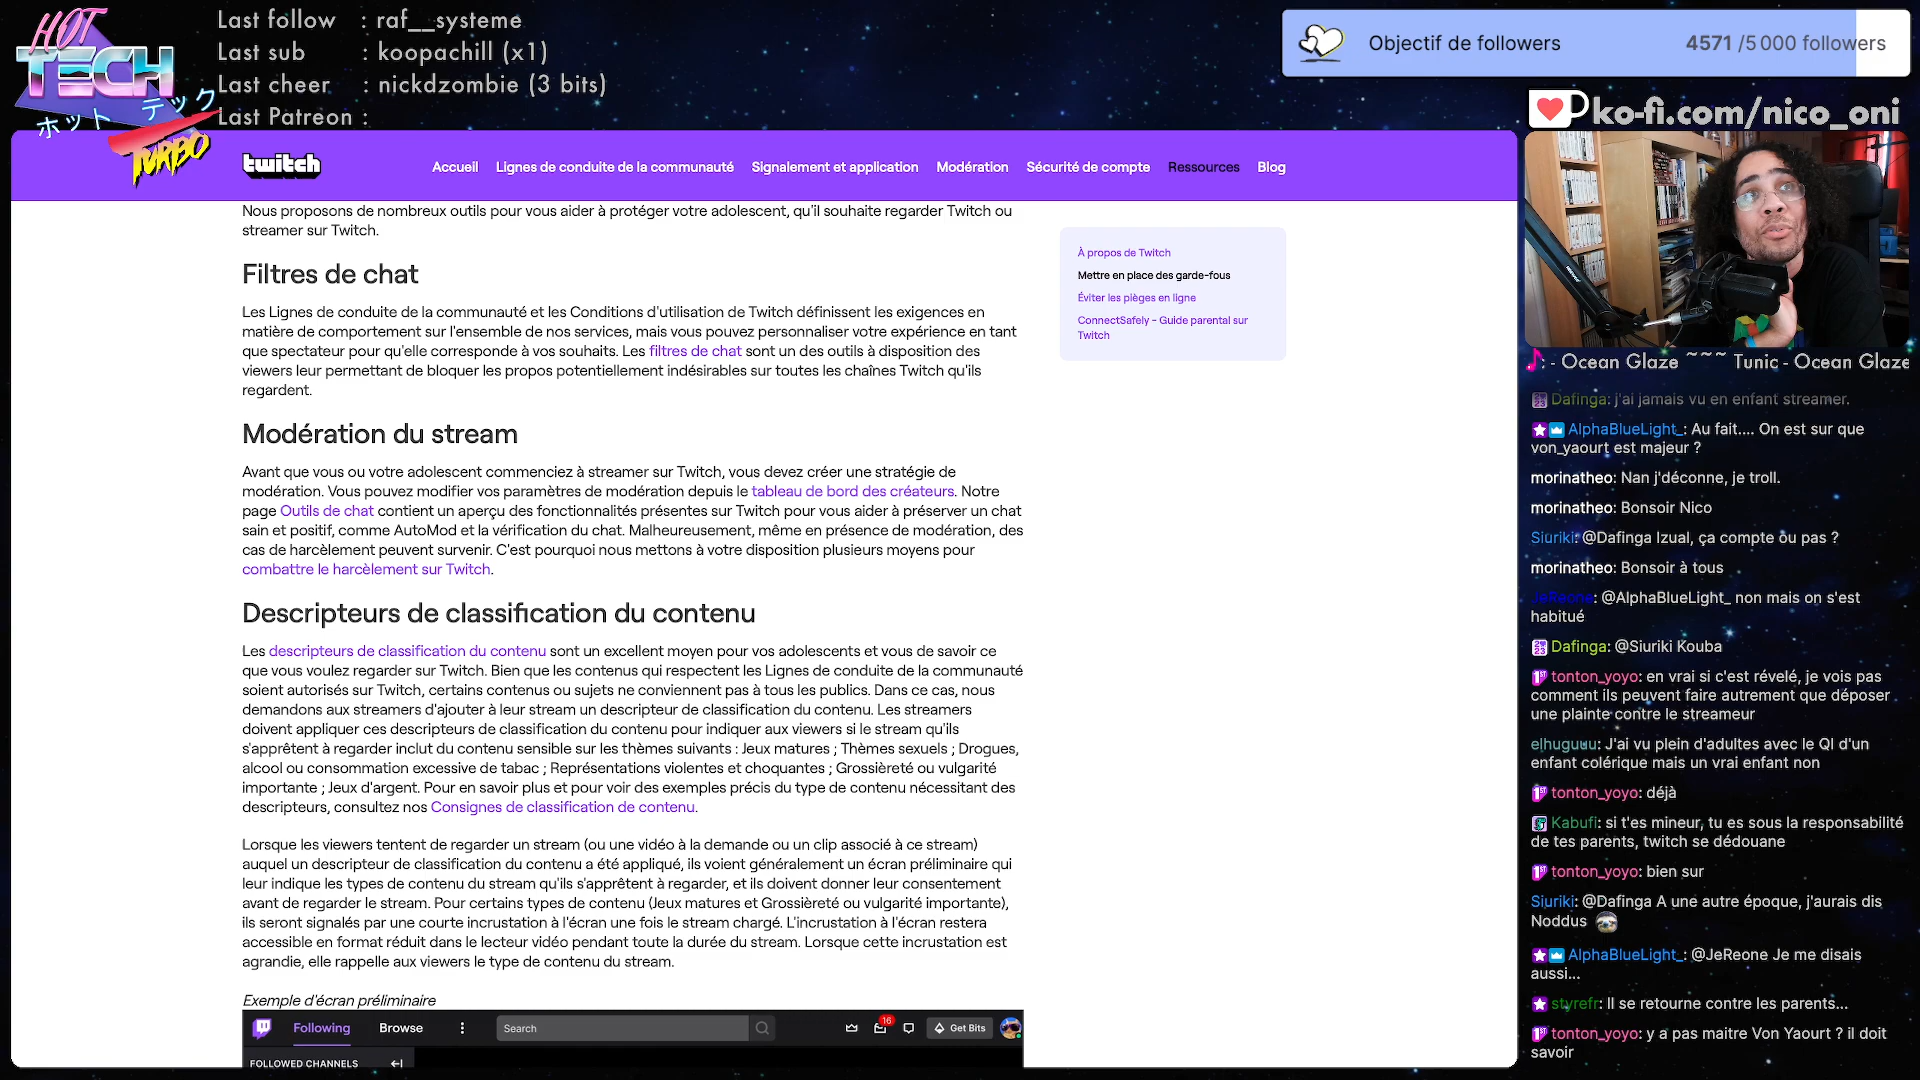 HOT
TECH
ホット テック
TURBO
Last follow : raf__systeme
Last sub : koopachill (x1)
Last cheer : nickdzombie (3 bits)
Last Patreon :
Objectif de followers
4571 /5 000 followers
ko-fi.com/nico_oni
twitch
Accueil
Lignes de conduite de la communauté
Signalement et application
Modération
Sécurité de compte
Ressources
Blog
Nous proposons de nombreux outils pour vous aider à protéger votre adolescent, qu'il souhaite regarder Twitch ou
streamer sur Twitch.
Filtres de chat
Les Lignes de conduite de la communauté et les Conditions d'utilisation de Twitch définissent les exigences en
matière de comportement sur l'ensemble de nos services, mais vous pouvez personnaliser votre expérience en tant
que spectateur pour qu'elle corresponde à vos souhaits. Les filtres de chat sont un des outils à disposition des
viewers leur permettant de bloquer les propos potentiellement indésirables sur toutes les chaînes Twitch qu'ils
regardent.
Modération du stream
Avant que vous ou votre adolescent commenciez à streamer sur Twitch, vous devez créer une stratégie de
modération. Vous pouvez modifier vos paramètres de modération depuis le tableau de bord des créateurs. Notre
page Outils de chat contient un aperçu des fonctionnalités présentes sur Twitch pour vous aider à préserver un chat
sain et positif, comme AutoMod et la vérification du chat. Malheureusement, même en présence de modération, des
cas de harcèlement peuvent survenir. C'est pourquoi nous mettons à votre disposition plusieurs moyens pour
combattre le harcèlement sur Twitch.
Descripteurs de classification du contenu
Les descripteurs de classification du contenu sont un excellent moyen pour vos adolescents et vous de savoir ce
que vous voulez regarder sur Twitch. Bien que les contenus qui respectent les Lignes de conduite de la communauté
soient autorisés sur Twitch, certains contenus ou sujets ne conviennent pas à tous les publics. Dans ce cas, nous
demandons aux streamers d'ajouter à leur stream un descripteur de classification du contenu. Les streamers
doivent appliquer ces descripteurs de classification du contenu pour indiquer aux viewers si le stream qu'ils
s'apprêtent à regarder inclut du contenu sensible sur les thèmes suivants : Jeux matures ; Thèmes sexuels ; Drogues,
alcool ou consommation excessive de tabac ; Représentations violentes et choquantes ; Grossièreté ou vulgarité
importante ; Jeux d'argent. Pour en savoir plus et pour voir des exemples précis du type de contenu nécessitant des
descripteurs, consultez nos Consignes de classification de contenu.
Lorsque les viewers tentent de regarder un stream (ou une vidéo à la demande ou un clip associé à ce stream)
auquel un descripteur de classification du contenu a été appliqué, ils voient généralement un écran préliminaire qui
leur indique les types de contenu du stream qu'ils s'apprêtent à regarder, et ils doivent donner leur consentement
avant de regarder le stream. Pour certains types de contenu (Jeux matures et Grossièreté ou vulgarité importante),
ils seront signalés par une courte incrustation à l'écran une fois le stream chargé. L'incrustation à l'écran restera
accessible en format réduit dans le lecteur vidéo pendant toute la durée du stream. Lorsque cette incrustation est
agrandie, elle rappelle aux viewers le type de contenu du stream.
Exemple d'écran préliminaire
Following
Browse
Search
16
Get Bits
FOLLOWED CHANNELS
À propos de Twitch
Mettre en place des garde-fous
Éviter les pièges en ligne
ConnectSafely - Guide parental sur
Twitch
: - Ocean Glaze ~~~ Tunic - Ocean Glaze
Dafinga: j'ai jamais vu en enfant streamer.
AlphaBlueLight_: Au fait.... On est sur que
von_yaourt est majeur ?
morinatheo: Nan j'déconne, je troll.
morinatheo: Bonsoir Nico
Siuriki: @Dafinga Izual, ça compte ou pas ?
morinatheo: Bonsoir à tous
JeReone: @AlphaBlueLight_ non mais on s'est
habitué
Dafinga: @Siuriki Kouba
tonton_yoyo: en vrai si c'est révelé, je vois pas
comment ils peuvent faire autrement que déposer
une plainte contre le streameur
elhuguuu: J'ai vu plein d'adultes avec le QI d'un
enfant colérique mais un vrai enfant non
tonton_yoyo: déjà
Kabufi: si t'es mineur, tu es sous la responsabilité
de tes parents, twitch se dédouane
tonton_yoyo: bien sur
Siuriki: @Dafinga A une autre époque, j'aurais dis
Noddus
AlphaBlueLight_: @JeReone Je me disais
aussi...
styrefr: Il se retourne contre les parents...
tonton_yoyo: y a pas maitre Von Yaourt ? il doit
savoir